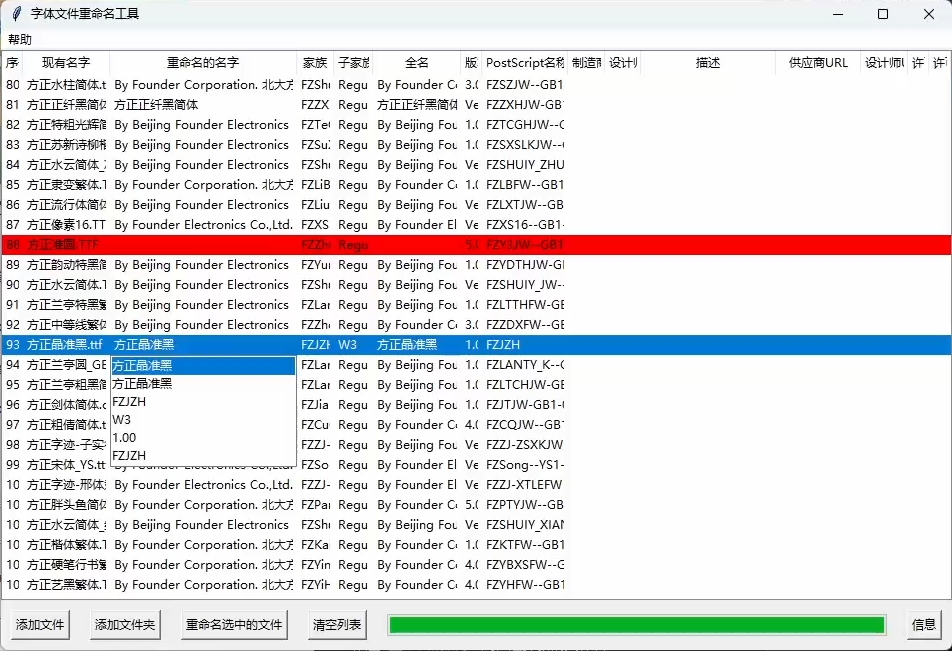 字体文件重命名工具
帮助
序 现有名字 重命名的名字 家族 子家族 全名 版 PostScript名称 制造商 设计师 描述 供应商URL 设计师U 许 许可
80 方正水柱简体.t By Founder Corporation. 北大方 FZSh Regu By Founder Co 3.0 FZSZJW--GB1
81 方正正纤黑简体 方正正纤黑简体 FZZX Regu 方正正纤黑简体 Ve FZZXHJW-GB1
82 方正特粗光辉简 By Beijing Founder Electronics FZTe Regu By Beijing Fou 1.0 FZTCGHJW--G
83 方正苏新诗柳楷 By Beijing Founder Electronics FZSu Regu By Beijing Fou 1.0 FZSXSLKJW--
84 方正水云简体_ By Beijing Founder Electronics FZSh Regu By Beijing Fou Ve FZSHUIY_ZHU
85 方正隶变繁体.T By Founder Corporation. 北大方 FZLiB Regu By Founder Co 1.0 FZLBFW--GB1
86 方正流行体简体 By Beijing Founder Electronics FZLiu Regu By Beijing Fou Ve FZLXTJW--GB
87 方正像素16.TT By Founder Electronics Co.,Ltd. FZXS Regu By Founder El Ve FZXS16--GB1
88 方正准圆.TTF FZZh Regu 5.0 FZY3JW--GB1
89 方正韵动特黑简 By Beijing Founder Electronics FZYu Regu By Beijing Fou 1.0 FZYDTHJW-G
90 方正水云简体.T By Beijing Founder Electronics FZSh Regu By Beijing Fou Ve FZSHUIY_JW--
91 方正兰亭特黑繁 By Beijing Founder Electronics FZLar Regu By Beijing Fou 1.0 FZLTTHFW-GE
92 方正中等线繁体 By Beijing Founder Electronics FZZh Regu By Founder Co 3.0 FZZDXFW--GB
93 方正晶准黑.ttf 方正晶准黑 FZJZH W3 方正晶准黑 1.0 FZJZH
94 方正兰亭圆_GE 方正晶准黑 FZLar Regu By Beijing Fou 1.0 FZLANTY_K--G
方正晶准黑
95 方正兰亭粗黑简 FZLar Regu By Beijing Fou 1.0 FZLTCHJW-GE
FZJZH
96 方正剑体简体.c FZJia Regu By Beijing Fou 1.0 FZJTJW-GB1-
W3
97 方正粗倩简体.t FZCu Regu By Founder Co 4.0 FZCQJW--GB1
1.00
98 方正字迹-子实 FZZJ- Regu By Beijing Fou Ve FZZJ-ZSXKJW
FZJZH
99 方正宋体_YS.tt FZSo Regu By Founder El Ve FZSong--YS1-
10 方正字迹-邢体 By Founder Electronics Co.,Ltd. FZZJ- Regu By Founder El Ve FZZJ-XTLEFW
10 方正胖头鱼简体 By Founder Corporation. 北大方 FZPar Regu By Founder Co 5.0 FZPTYJW--GB
10 方正水云简体_ By Beijing Founder Electronics FZSh Regu By Beijing Fou Ve FZSHUIY_XIAN
10 方正楷体繁体.T By Founder Corporation. 北大方 FZKa Regu By Founder Co 1.0 FZKTFW--GB1
10 方正硬笔行书繁 By Founder Corporation. 北大方 FZYin Regu By Founder Co 4.0 FZYBXSFW--G
10 方正艺黑繁体.T By Founder Corporation. 北大方 FZYiH Regu By Founder Co 4.0 FZYHFW--GB1
添加文件 添加文件夹 重命名选中的文件 清空列表 信息